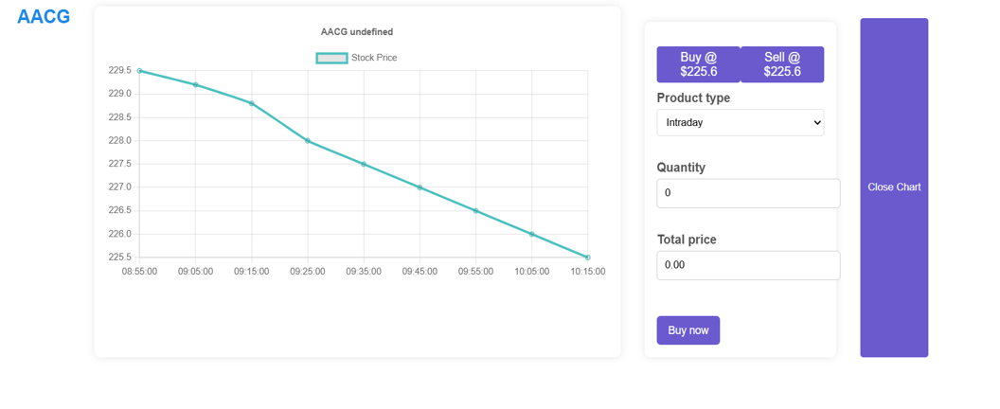 AACG
AACG undefined
Stock Price
229.5
229.0
228.5
228.0
227.5
227.0
226.5
226.0
225.5
08:55:00 09:05:00 09:15:00 09:25:00 09:35:00 09:45:00 09:55:00 10:05:00 10:15:00
Buy @
$225.6
Sell @
$225.6
Product type
Intraday
Quantity
0
Total price
0.00
Buy now
Close Chart